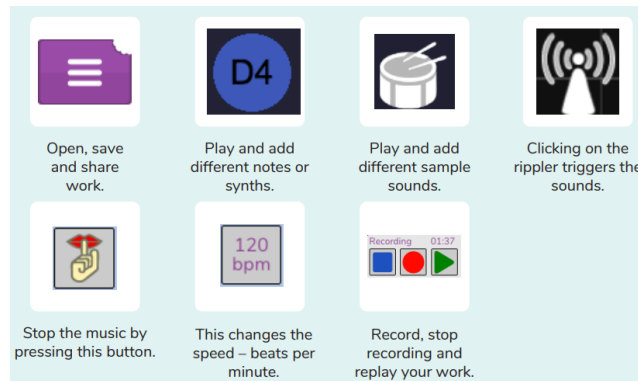 D4
Open, save
and share
work.
Play and add
different notes or
synths.
Play and add
different sample
sounds.
Clicking on the
rippler triggers the
sounds.
120
bpm
Recording 01:37
Stop the music by
pressing this button.
This changes the
speed – beats per
minute.
Record, stop
recording and
replay your work.